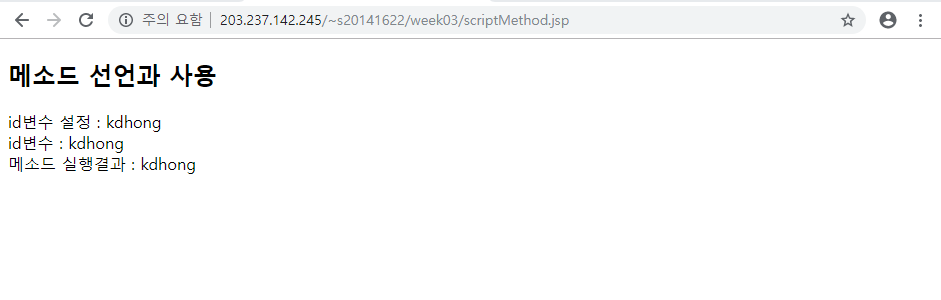 주의 요함 | 203.237.142.245/~s20141622/week03/scriptMethod.jsp
메소드 선언과 사용
id변수 설정 : kdhong
id변수 : kdhong
메소드 실행결과 : kdhong